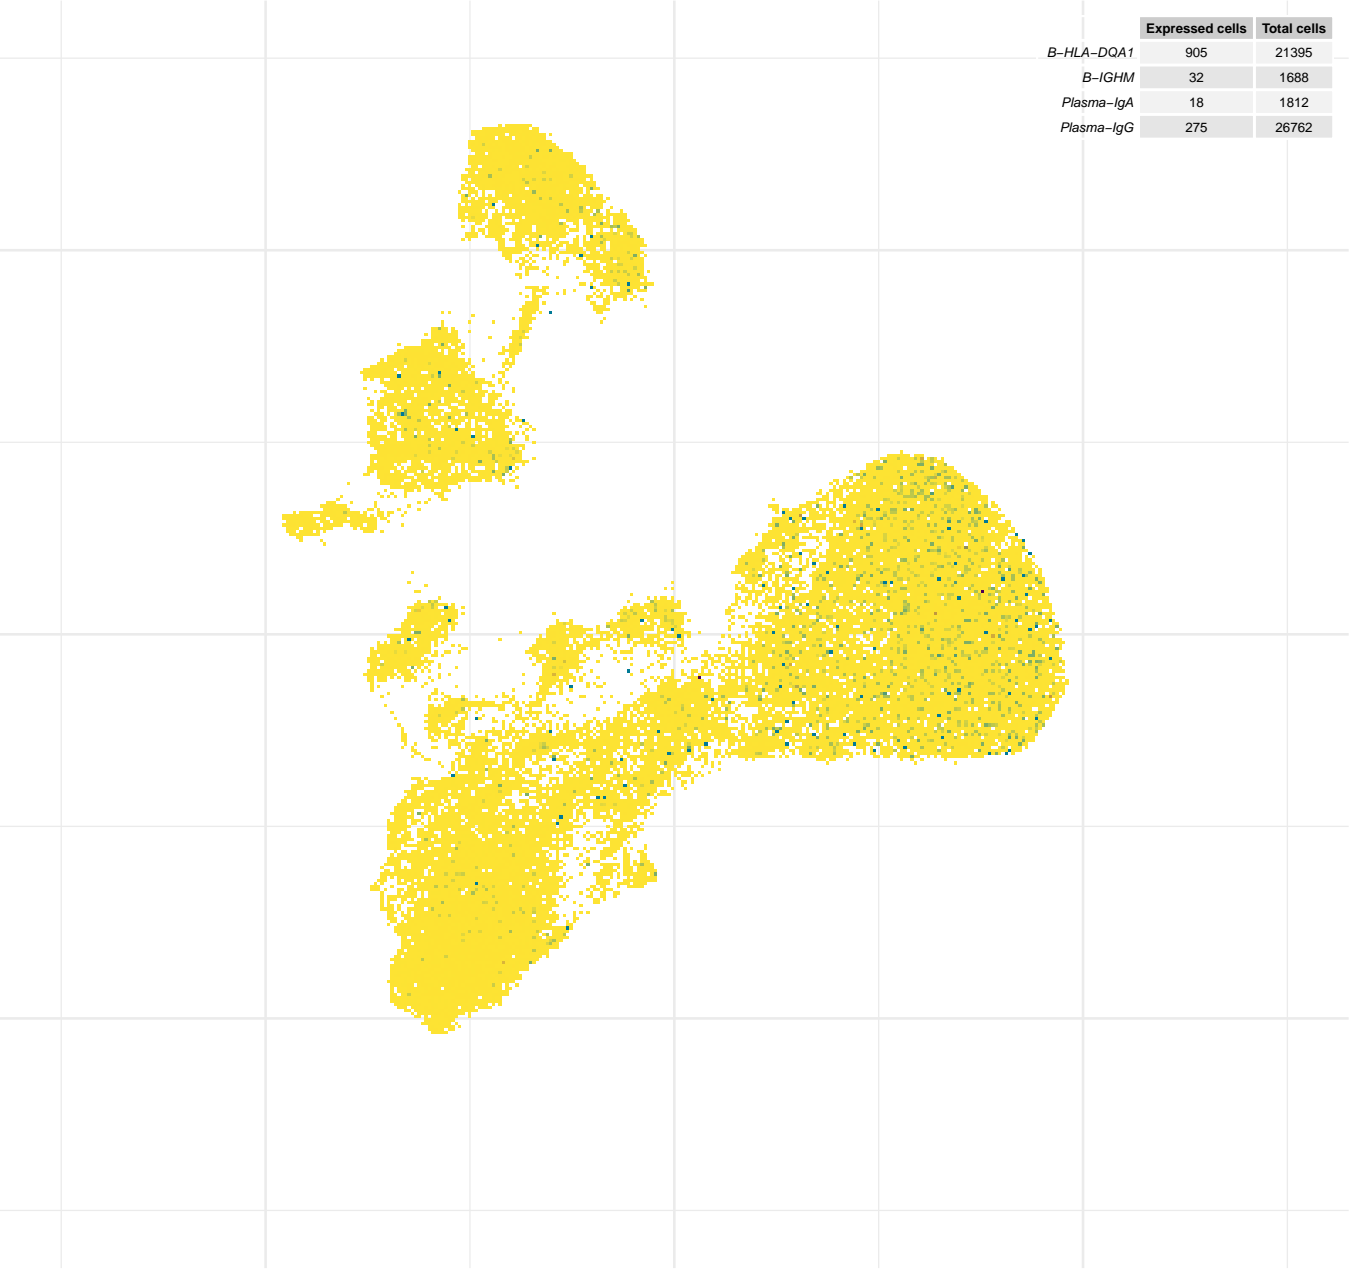 Expressed cells Total cells
B−HLA−DQA1 905 21395
B−IGHM 32 1688
Plasma−IgA 18 1812
Plasma−IgG 275 26762